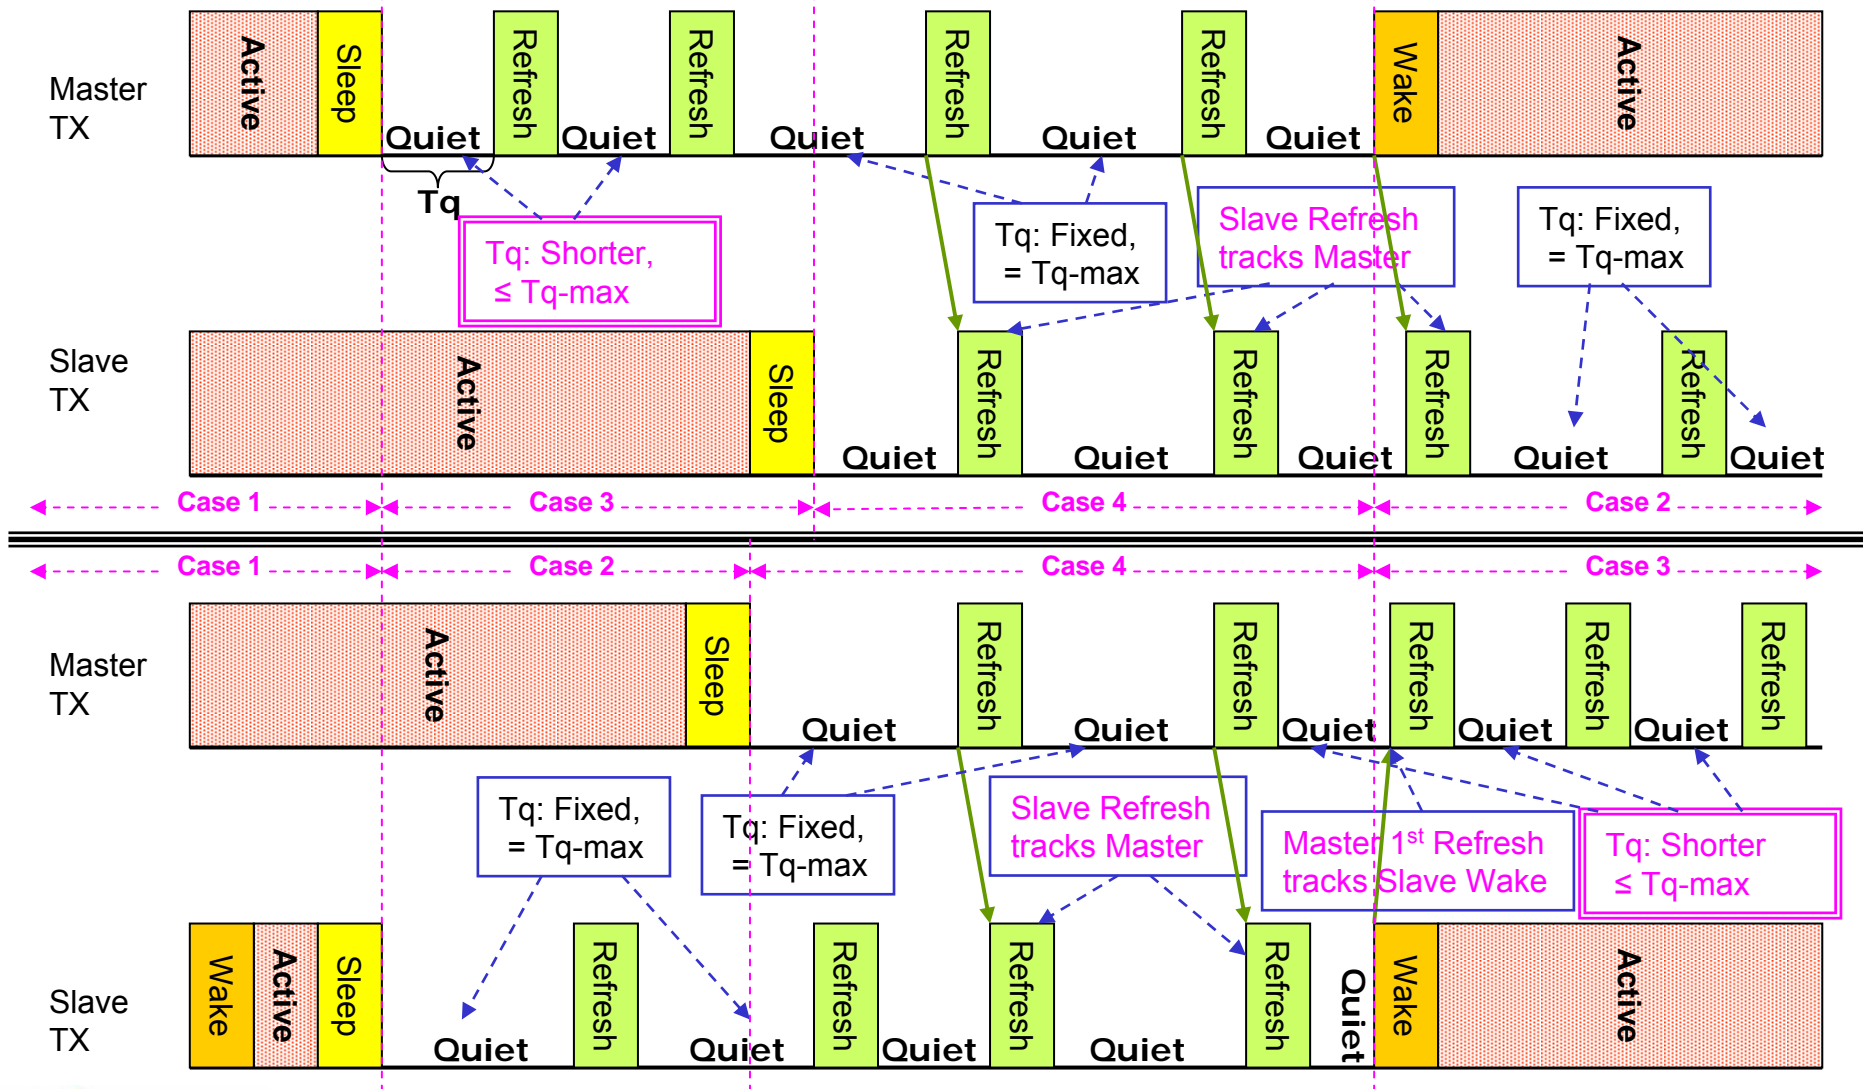 Active
Sleep
Refresh
Refresh
Refresh
Refresh
Wake
Active
Master
TX
Quiet
Quiet
Quiet
Quiet
Quiet
Tq
Tq: Shorter,
≤ Tq-max
Tq: Fixed,
= Tq-max
Slave Refresh
tracks Master
Tq: Fixed,
= Tq-max
Slave
TX
Active
Sleep
Refresh
Refresh
Refresh
Refresh
Quiet
Quiet
Quiet
Quiet
Quiet
Case 1
Case 3
Case 4
Case 2
Case 1
Case 2
Case 4
Case 3
Master
TX
Active
Sleep
Refresh
Refresh
Refresh
Refresh
Refresh
Quiet
Quiet
Quiet
Quiet
Quiet
Tq: Fixed,
= Tq-max
Tq: Fixed,
= Tq-max
Slave Refresh
tracks Master
Master 1st Refresh
tracks Slave Wake
Tq: Shorter
≤ Tq-max
Slave
TX
Wake
Active
Sleep
Refresh
Refresh
Refresh
Refresh
Quiet
Wake
Active
Quiet
Quiet
Quiet
Quiet